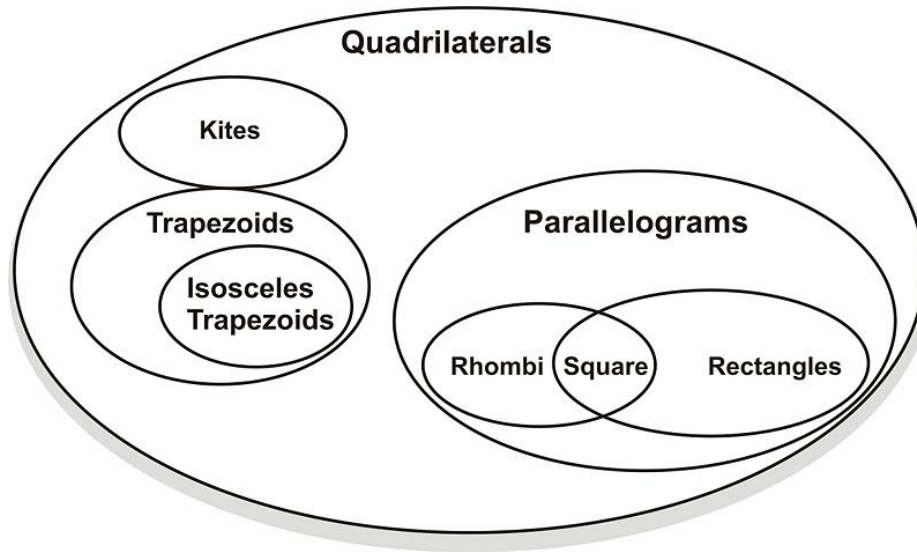 Quadrilaterals
Kites
Trapezoids
Isosceles
Trapezoids
Parallelograms
Rhombi
Square
Rectangles